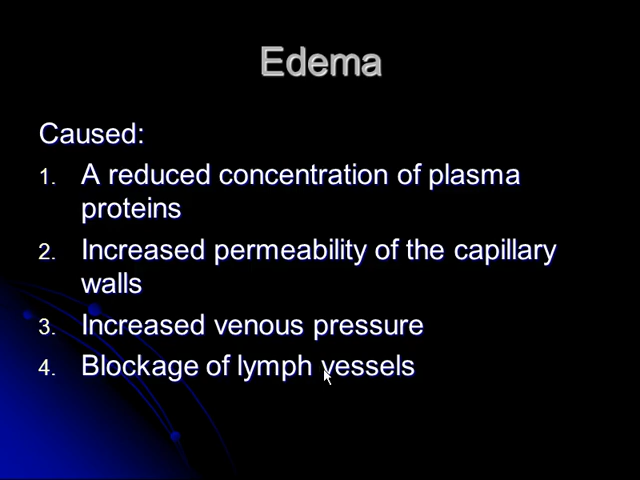 Edema
Caused:
1. A reduced concentration of plasma
proteins
2. Increased permeability of the capillary
walls
3. Increased venous pressure
4. Blockage of lymph vessels